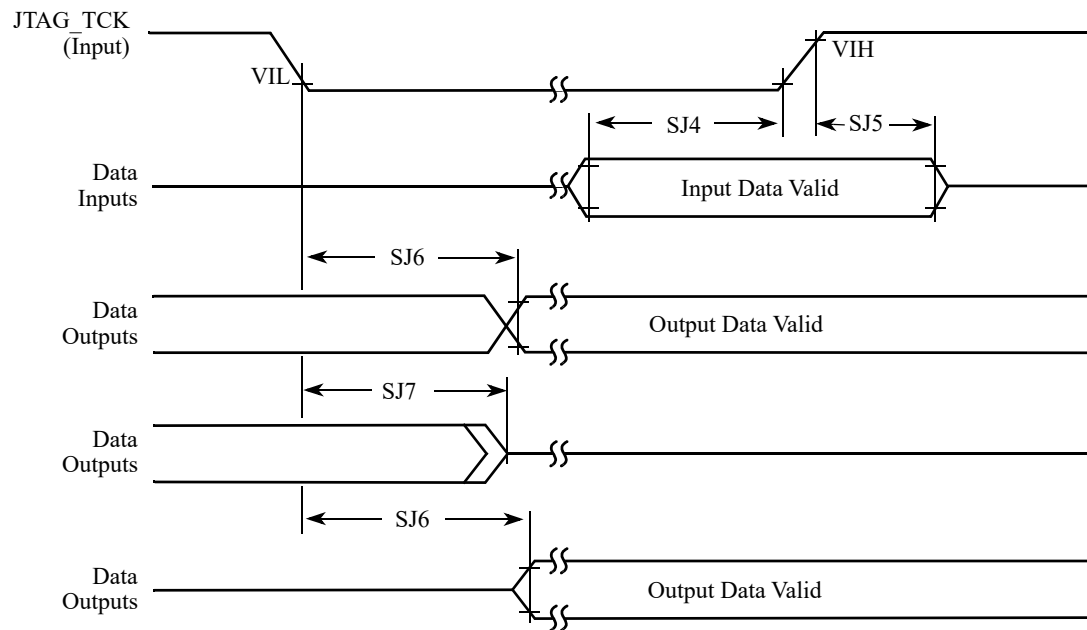 JTAG_TCK
(Input)
VIL
VIH
SJ4
SJ5
Data
Inputs
Input Data Valid
SJ6
Data
Outputs
Output Data Valid
SJ7
Data
Outputs
SJ6
Data
Outputs
Output Data Valid